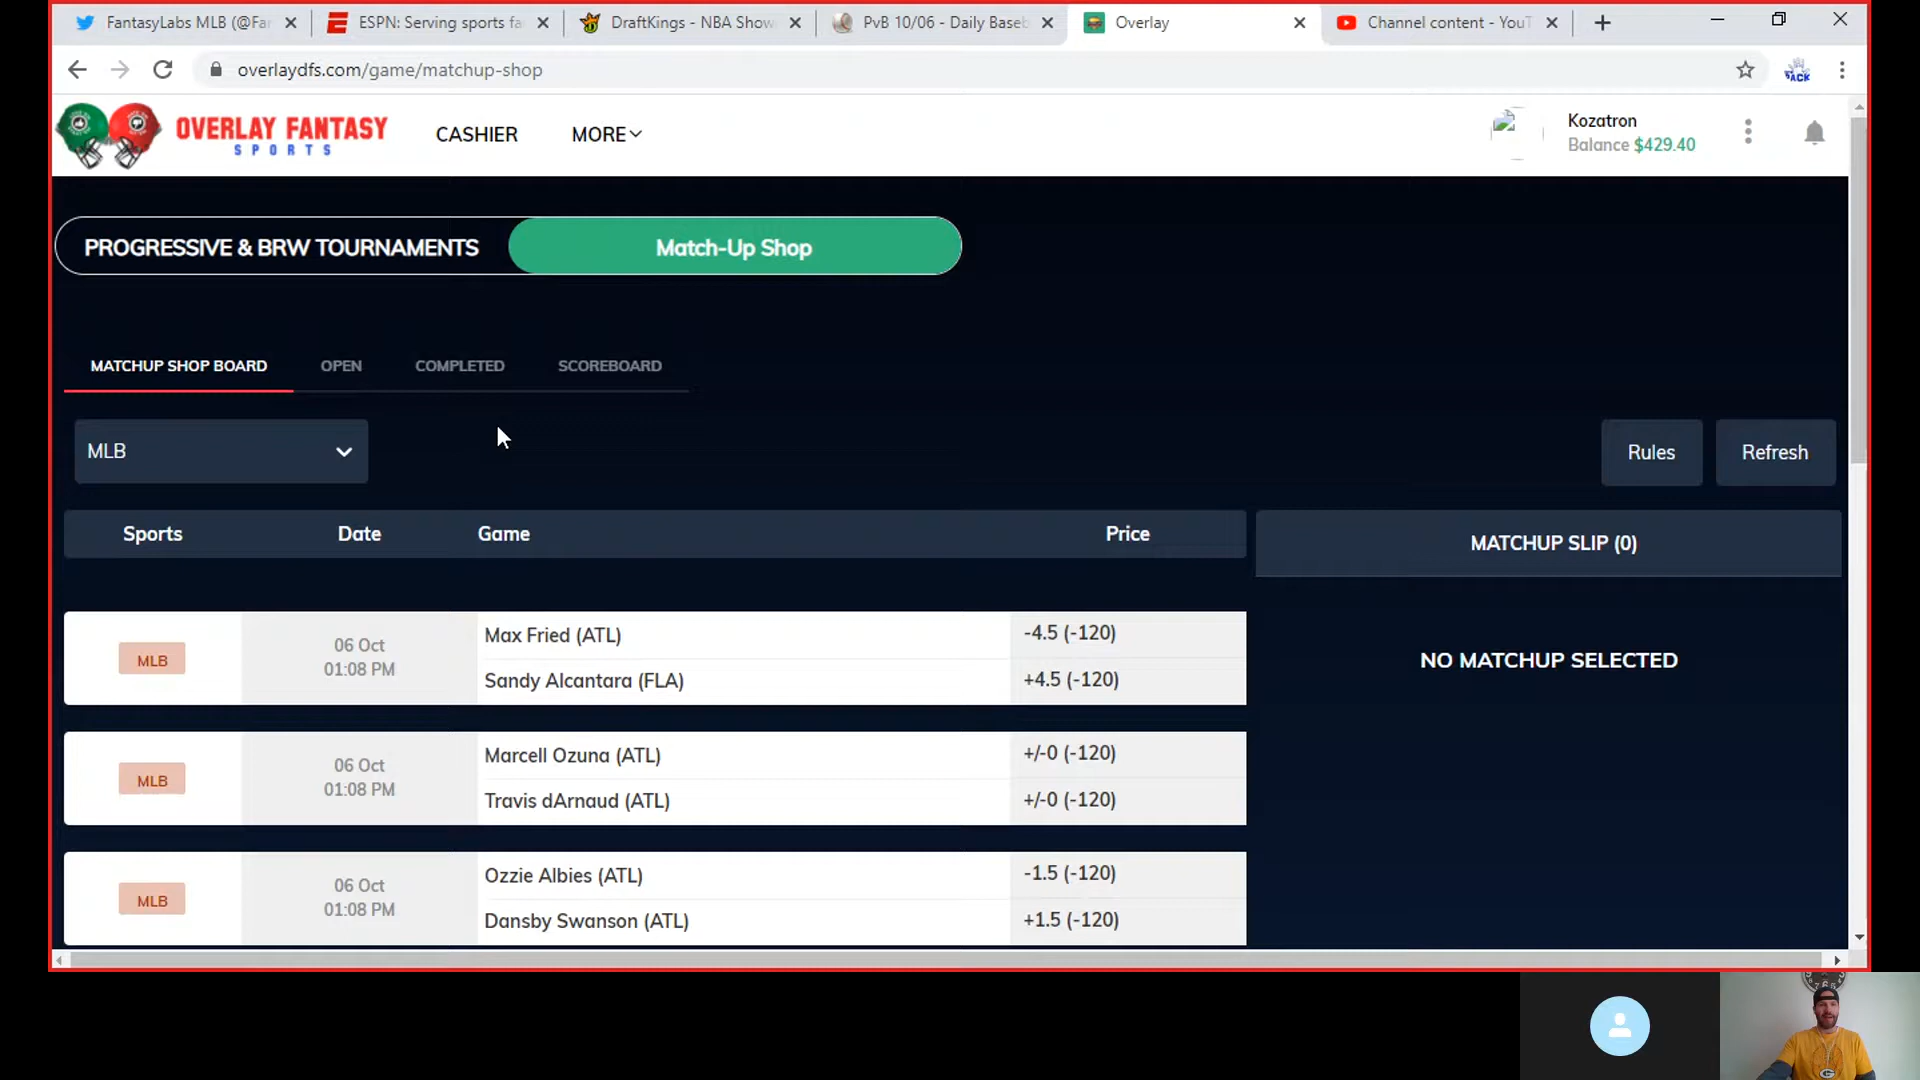 FantasyLabs MLB (@Far
ESPN: Serving sports fa
DraftKings - NBA Show
PvB 10/06 - Daily Baseb
Overlay
Channel content - YouT
overlaydfs.com/game/matchup-shop
OVERLAY FANTASY
SPORTS
CASHIER
MORE
Kozatron
Balance $429.40
PROGRESSIVE & BRW TOURNAMENTS
Match-Up Shop
MATCHUP SHOP BOARD
OPEN
COMPLETED
SCOREBOARD
MLB
Rules
Refresh
Sports
Date
Game
Price
MATCHUP SLIP (0)
NO MATCHUP SELECTED
MLB
06 Oct
01:08 PM
Max Fried (ATL)
-4.5 (-120)
Sandy Alcantara (FLA)
+4.5 (-120)
MLB
06 Oct
01:08 PM
Marcell Ozuna (ATL)
+/-0 (-120)
Travis dArnaud (ATL)
+/-0 (-120)
MLB
06 Oct
01:08 PM
Ozzie Albies (ATL)
-1.5 (-120)
Dansby Swanson (ATL)
+1.5 (-120)